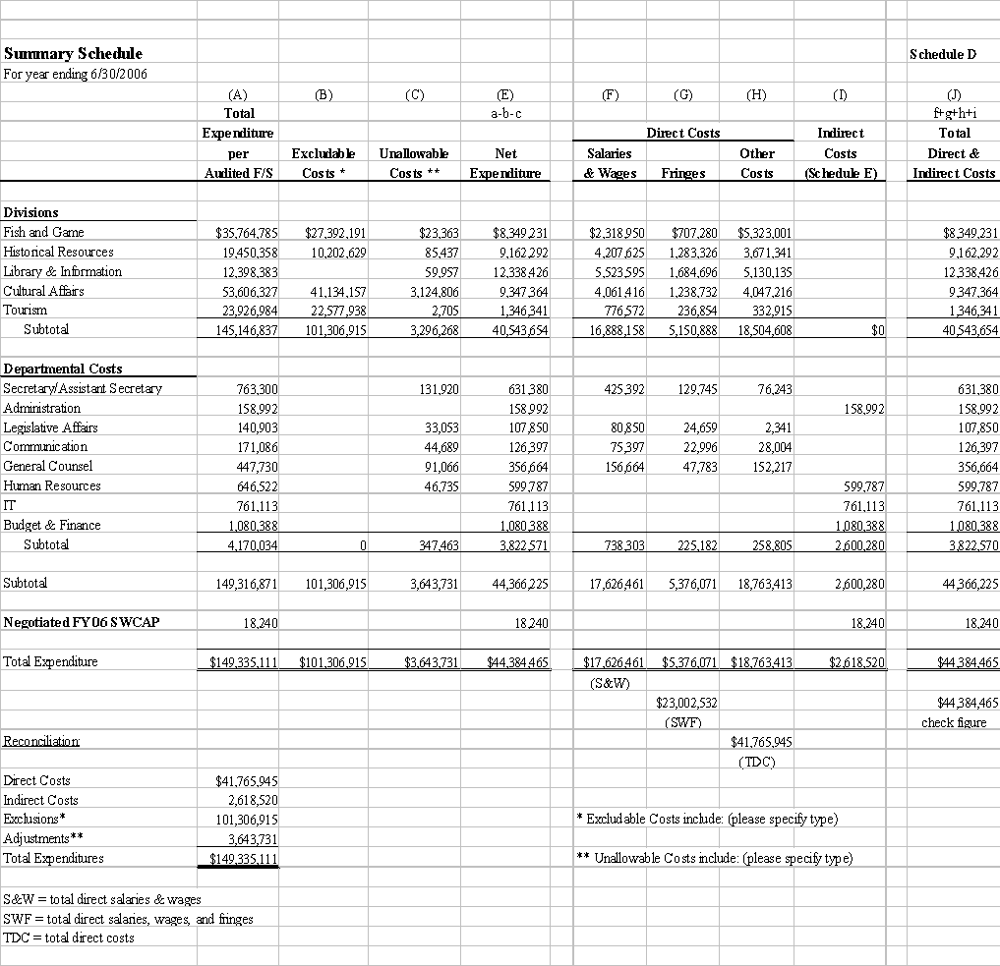 Summary Schedule Schedule D
For year ending 6/30/2006
(A) (B) (C) (E) (F) (G) (H) (I) (J)
Total a-b-c f+g+h+i
Expenditure Direct Costs Indirect Total
per Excludable Unallowable Net Salaries Other Costs Direct &
Audited F/S Costs * Costs ** Expenditure & Wages Fringes Costs (Schedule E) Indirect Costs
Divisions
Fish and Game $35,764,785 $27,392,191 $23,363 $8,349,231 $2,318,950 $707,280 $5,323,001 $8,349,231
Historical Resources 19,450,358 10,202,629 85,437 9,162,292 4,207,625 1,283,326 3,671,341 9,162,292
Library & Information 12,398,383 59,957 12,338,426 5,523,595 1,684,696 5,130,135 12,338,426
Cultural Affairs 53,606,327 41,134,157 3,124,806 9,347,364 4,061,416 1,238,732 4,047,216 9,347,364
Tourism 23,926,984 22,577,938 2,705 1,346,341 776,572 236,854 332,915 1,346,341
Subtotal 145,146,837 101,306,915 3,296,268 40,543,654 16,888,158 5,150,888 18,504,608 $0 40,543,654
Departmental Costs
Secretary/Assistant Secretary 763,300 131,920 631,380 425,392 129,745 76,243 631,380
Administration 158,992 158,992 158,992 158,992
Legislative Affairs 140,903 33,053 107,850 80,850 24,659 2,341 107,850
Communication 171,086 44,689 126,397 75,397 22,996 28,004 126,397
General Counsel 447,730 91,066 356,664 156,664 47,783 152,217 356,664
Human Resources 646,522 46,735 599,787 599,787 599,787
IT 761,113 761,113 761,113 761,113
Budget & Finance 1,080,388 1,080,388 1,080,388 1,080,388
Subtotal 4,170,034 0 347,463 3,822,571 738,303 225,182 258,805 2,600,280 3,822,570
Subtotal 149,316,871 101,306,915 3,643,731 44,366,225 17,626,461 5,376,071 18,763,413 2,600,280 44,366,225
Negotiated FY06 SWCAP 18,240 18,240 18,240 18,240
Total Expenditure $149,335,111 $101,306,915 $3,643,731 $44,384,465 $17,626,461 $5,376,071 $18,763,413 $2,618,520 $44,384,465
(S&W)
$23,002,532 $44,384,465
(SWF) check figure
Reconciliation: $41,765,945
(TDC)
Direct Costs $41,765,945
Indirect Costs 2,618,520
Exclusions* 101,306,915 * Excludable Costs include: (please specify type)
Adjustments** 3,643,731
Total Expenditures $149,335,111 ** Unallowable Costs include: (please specify type)
S&W = total direct salaries & wages
SWF = total direct salaries, wages, and fringes
TDC = total direct costs